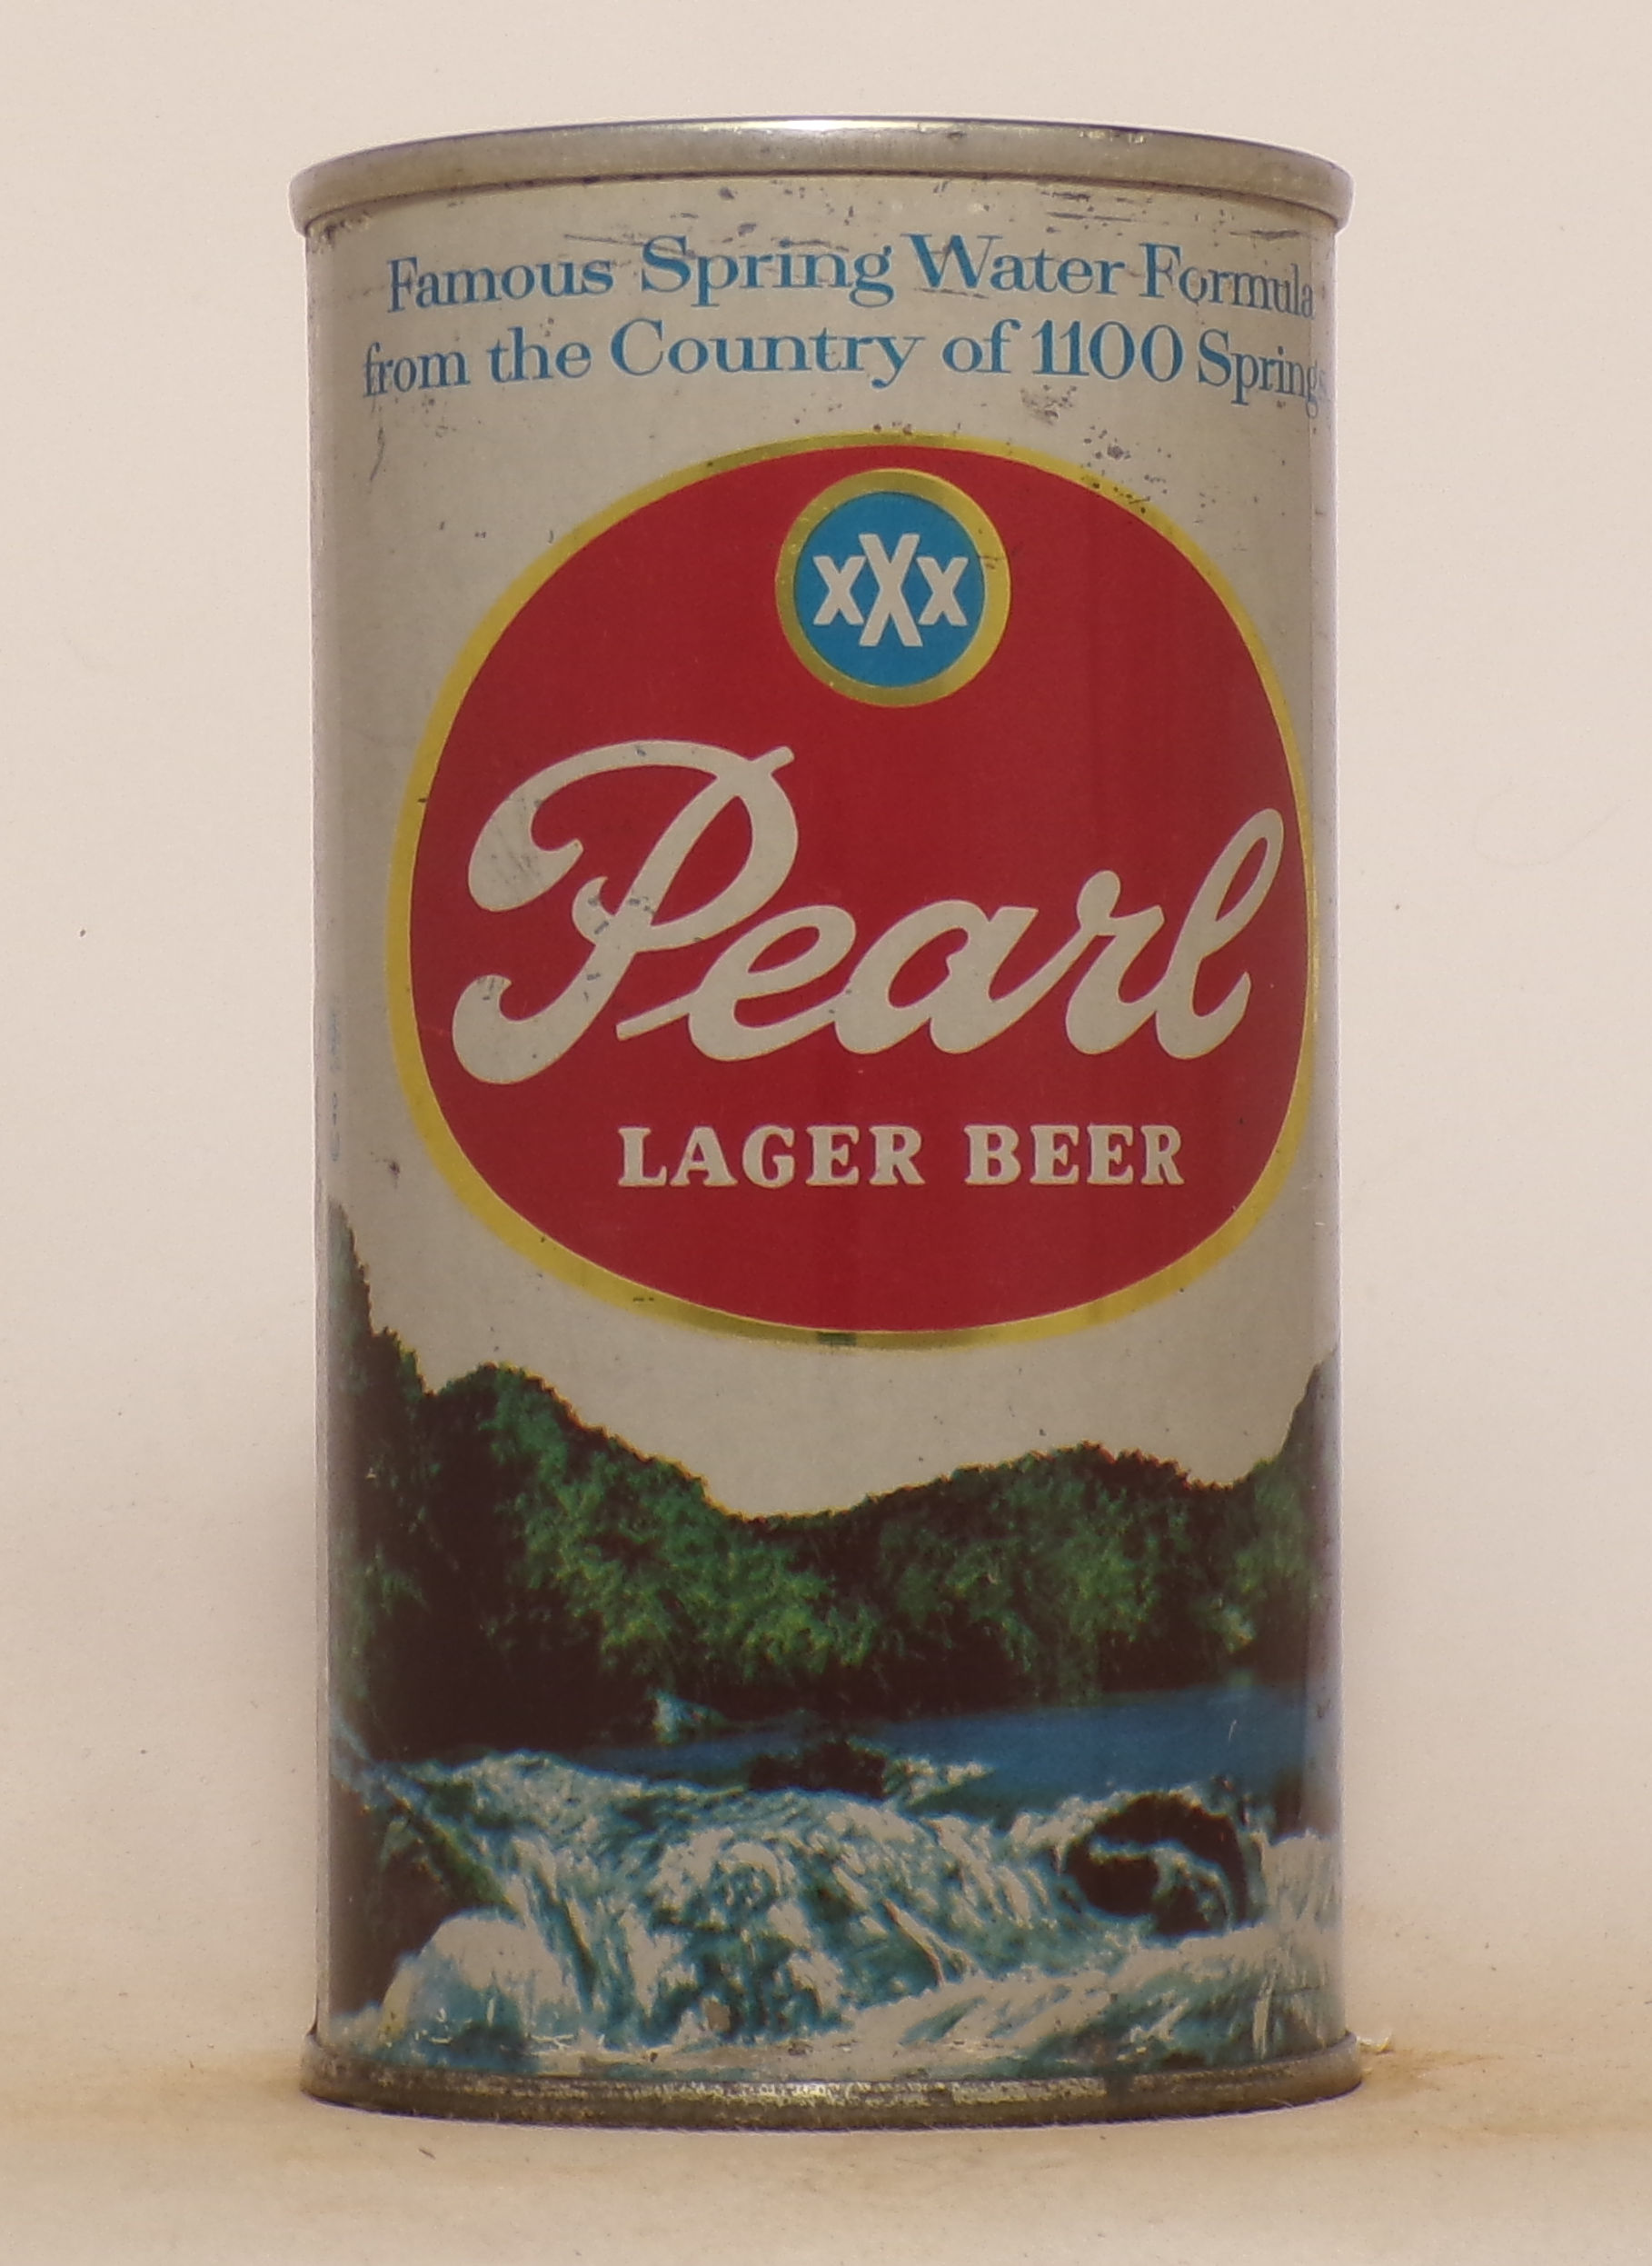 Famous Spring Water Formula
from the Country of 1100 Springs
xXx
Pearl
LAGER BEER